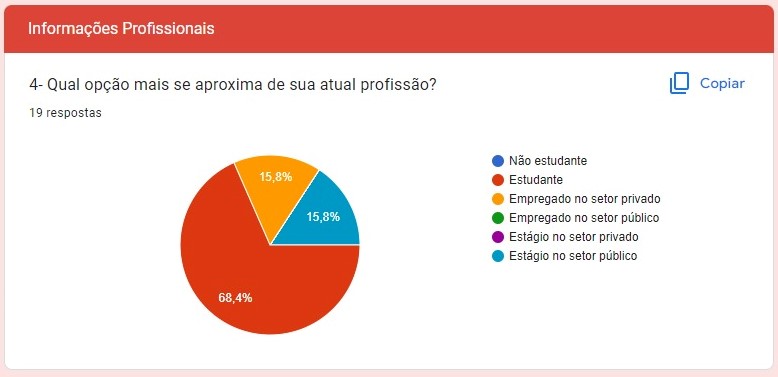 Informações Profissionais
4- Qual opção mais se aproxima de sua atual profissão?
Copiar
19 respostas
15,8%
15,8%
68,4%
Não estudante
Estudante
Empregado no setor privado
Empregado no setor público
Estágio no setor privado
Estágio no setor público